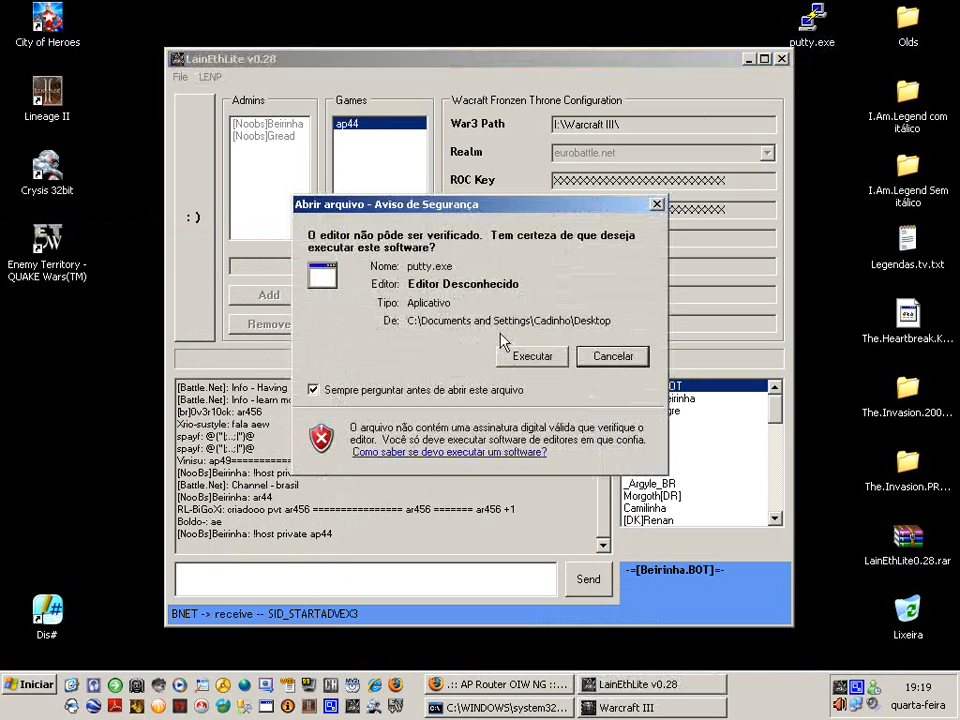 City of Heroes
putty.exe
Olds
LainEthLite v0.28
File LENP
Admins
Games
Wacraft Fronzen Throne Configuration
[Noobs]Beirinha
[Noobs]Gread
ap44
War3 Path
I:\Warcraft III\
Realm
eurobattle.net
ROC Key
XXXXXXXXXXXXXXXXXXXXXXXXXX
Lineage II
I.Am.Legend com itálico
Crysis 32bit
I.Am.Legend Sem itálico
: )
Abrir arquivo - Aviso de Segurança
O editor não pôde ser verificado. Tem certeza de que deseja
executar este software?
Nome: putty.exe
Editor: Editor Desconhecido
Tipo: Aplicativo
De: C:\Documents and Settings\Cadinho\Desktop
Executar
Cancelar
Sempre perguntar antes de abrir este arquivo
O arquivo não contém uma assinatura digital válida que verifique o
editor. Você só deve executar software de editores em que confia.
Como saber se devo executar um software?
Enemy Territory -
QUAKE Wars(TM)
Legendas.tv.txt
Add
Remove
The.Heartbreak.K...
The.Invasion.200...
The.Invasion.PR...
[Battle.Net]: Info - Having
[Battle.Net]: Info - learn mo
[br]0v3r10ok: ar456
Xrio-sustyle: fala aew
spayf: @("|;..;|")@
spayf: @("|;..;|")@
Vinisu: ap49================
[NooBs]Beirinha: !host
[Battle.Net]: Channel - brasil
[NooBs]Beirinha: ar44
RL-BiGoXi: criadooo pvt ar456 ================ ar456 ======= ar456 +1
Boldo-: ae
[NooBs]Beirinha: !host private ap44
_Argyle_BR
Morgoth[DR]
Camilinha
[DK]Renan
Send
-=[Beirinha.BOT]=-
BNET -> receive -- SID_STARTADVEX3
LainEthLite0.28.rar
Dis#
Lixeira
Iniciar
.:: AP Router OIW NG ::...
LainEthLite v0.28
C:\WINDOWS\system32...
Warcraft III
19:19
quarta-feira